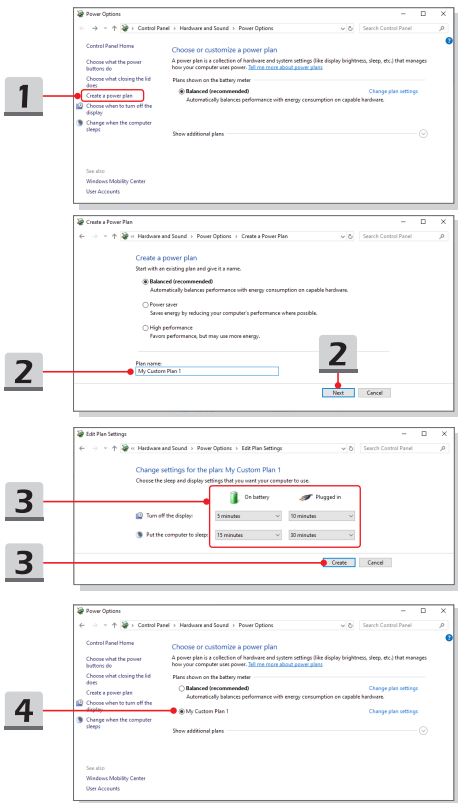 Power Options
Control Panel › Hardware and Sound › Power Options
Search Control Panel
Control Panel Home
Choose what the power
buttons do
Choose what closing the lid
does
Create a power plan
Choose when to turn off the
display
Change when the computer
sleeps
See also
Windows Mobility Center
User Accounts
Choose or customize a power plan
A power plan is a collection of hardware and system settings (like display brightness, sleep, etc.) that manages
how your computer uses power. Tell me more about power plans
Plans shown on the battery meter
Balanced (recommended)
Change plan settings
Automatically balances performance with energy consumption on capable hardware.
Show additional plans
1
Create a Power Plan
« Hardware and Sound › Power Options › Create a Power Plan
Search Control Panel
Create a power plan
Start with an existing plan and give it a name.
Balanced (recommended)
Automatically balances performance with energy consumption on capable hardware.
Power saver
Saves energy by reducing your computer's performance where possible.
High performance
Favors performance, but may use more energy.
Plan name:
My Custom Plan 1
2
2
Next
Cancel
Edit Plan Settings
« Hardware and Sound › Power Options › Edit Plan Settings
Search Control Panel
Change settings for the plan: My Custom Plan 1
Choose the sleep and display settings that you want your computer to use.
On battery
Plugged in
Turn off the display:
5 minutes
10 minutes
Put the computer to sleep:
15 minutes
30 minutes
3
3
Create
Cancel
Power Options
Control Panel › Hardware and Sound › Power Options
Search Control Panel
Control Panel Home
Choose what the power
buttons do
Choose what closing the lid
does
Create a power plan
Choose when to turn off the
display
Change when the computer
sleeps
See also
Windows Mobility Center
User Accounts
Choose or customize a power plan
A power plan is a collection of hardware and system settings (like display brightness, sleep, etc.) that manages
how your computer uses power. Tell me more about power plans
Plans shown on the battery meter
Balanced (recommended)
Change plan settings
Automatically balances performance with energy consumption on capable hardware.
My Custom Plan 1
Change plan settings
Show additional plans
4